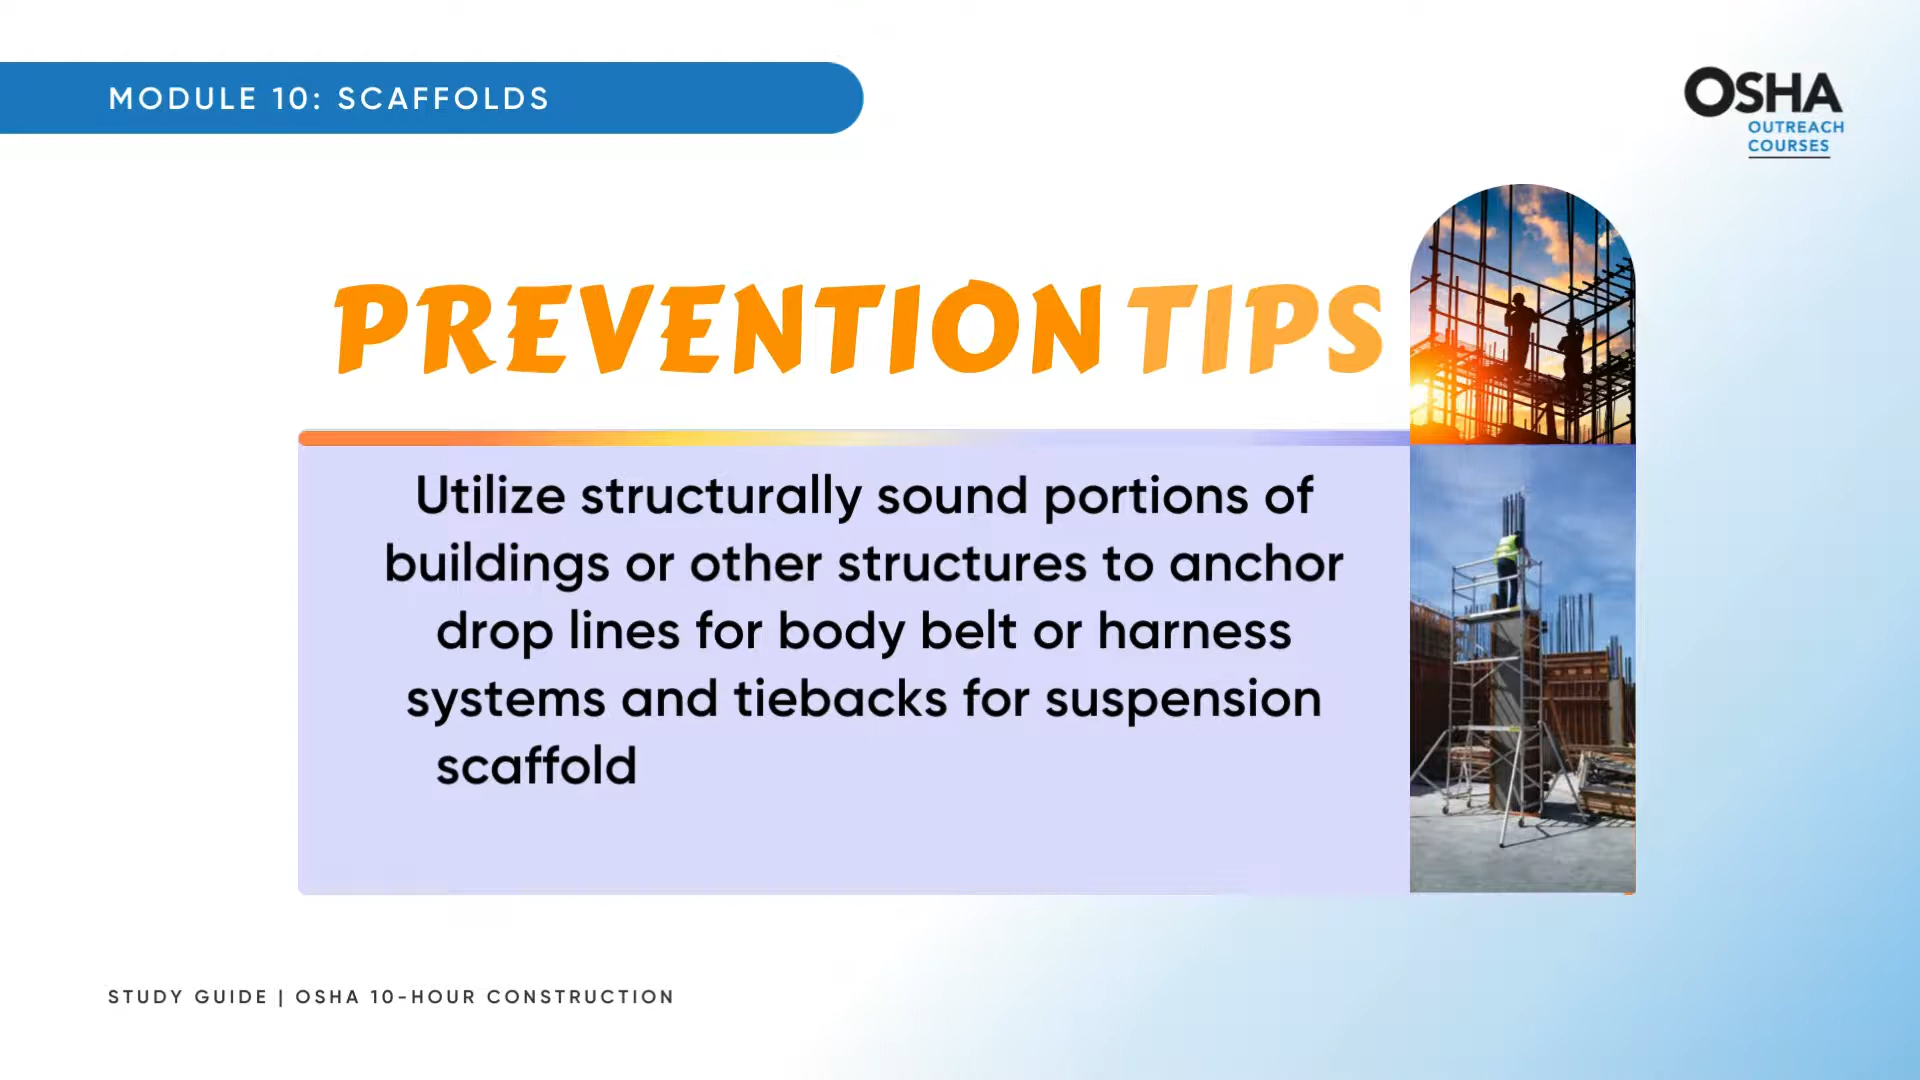 MODULE 10: SCAFFOLDS
OSHA
OUTREACH
COURSES
PREVENTION TIPS
Utilize structurally sound portions of
buildings or other structures to anchor
drop lines for body belt or harness
systems and tiebacks for suspension
scaffold
STUDY GUIDE | OSHA 10-HOUR CONSTRUCTION